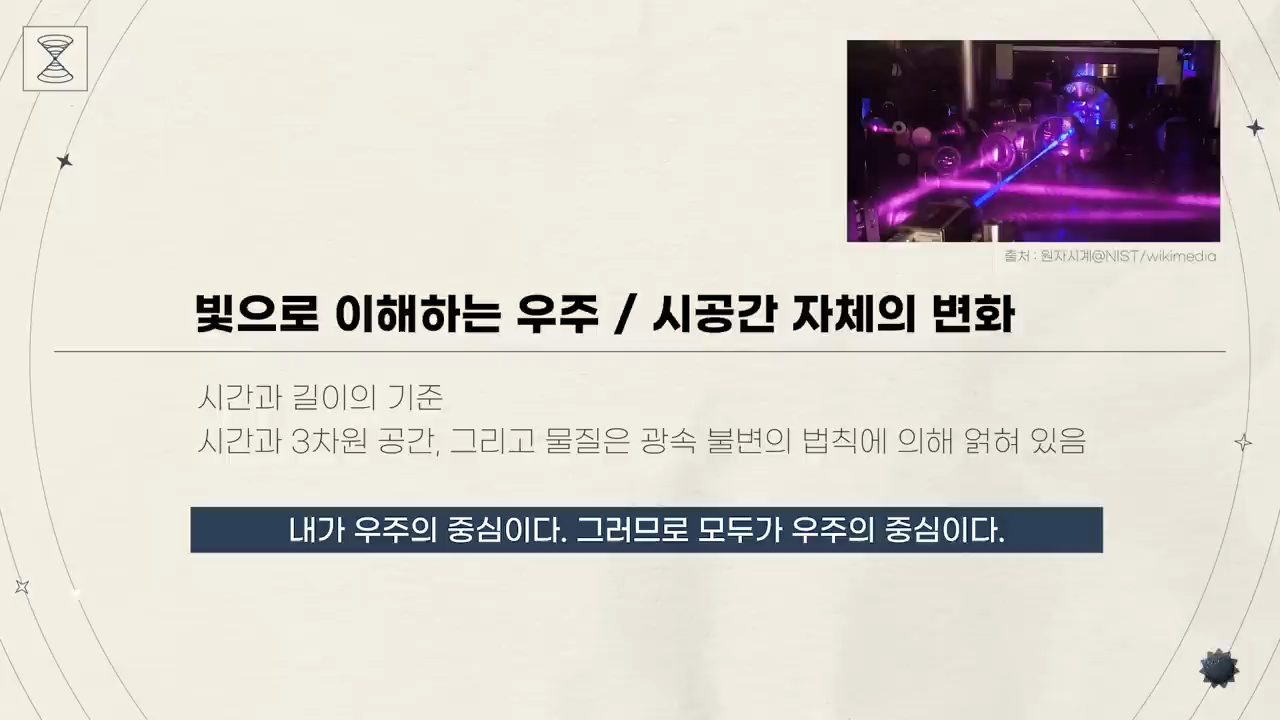 출처 : 원자시계@NIST/wikimedia
빛으로 이해하는 우주 / 시공간 자체의 변화
시간과 길이의 기준
시간과 3차원 공간, 그리고 물질은 광속 불변의 법칙에 의해 얽혀 있음
내가 우주의 중심이다. 그러므로 모두가 우주의 중심이다.